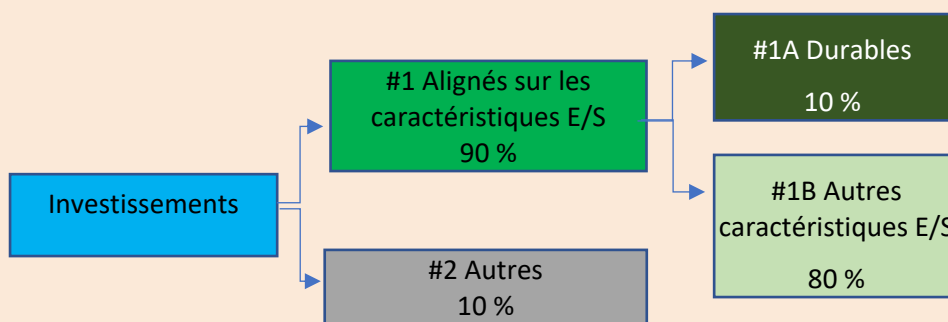 #1A Durables
10 %
#1 Alignés sur les
caractéristiques E/S
90 %
Investissements
#1B Autres
caractéristiques E/S
80 %
#2 Autres
10 %